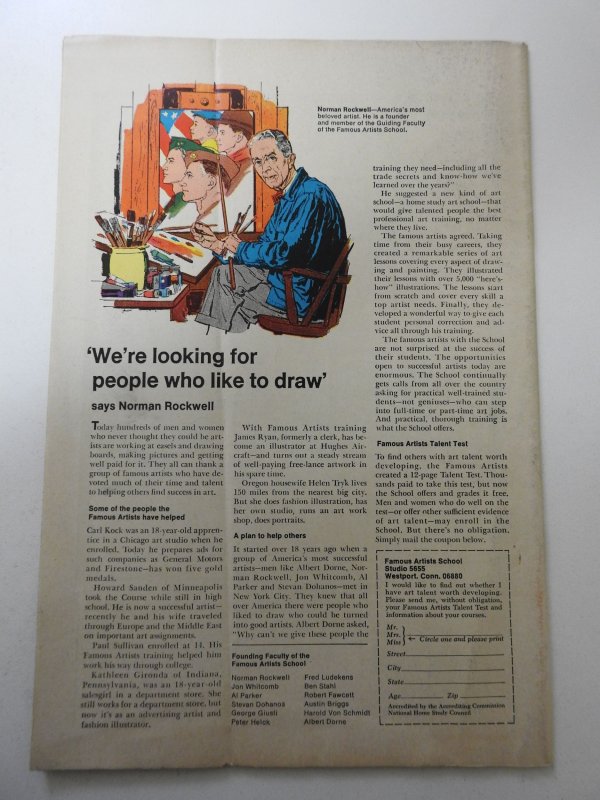 Norman Rockwell—America's most
beloved artist. He is a founder
and member of the Guiding Faculty
of the Famous Artists School.
'We're looking for
people who like to draw'
says Norman Rockwell
Today hundreds of men and women
who never thought they could be art-
ists are working at easels and drawing
boards, making pictures and getting
well paid for it. They all can thank a
group of famous artists who have de-
voted much of their time and talent
to helping others find success in art.
Some of the people the
Famous Artists have helped
Carl Kock was an 18-year-old appren-
tice in a Chicago art studio when he
enrolled. Today he prepares ads for
such companies as General Motors
and Firestone—has won five gold
medals.
Howard Sanden of Minneapolis
took the Course while still in high
school. He is now a successful artist—
recently he and his wife traveled
through Europe and the Middle East
on important art assignments.
Paul Sullivan enrolled at 14. His
Famous Artists training helped him
work his way through college.
Kathleen Gironda of Indiana,
Pennsylvania, was an 18-year-old
salesgirl in a department store. She
still works for a department store, but
now it's as an advertising artist and
fashion illustrator.
With Famous Artists training
James Ryan, formerly a clerk, has be-
come an illustrator at Hughes Air-
craft—and turns out a steady stream
of well-paying free-lance artwork in
his spare time.
Oregon housewife Helen Tryk lives
150 miles from the nearest big city.
But she does fashion illustration, has
her own studio, runs an art work
shop, does portraits.
A plan to help others
It started over 18 years ago when a
group of America's most successful
artists—men like Albert Dorne, Nor-
man Rockwell, Jon Whitcomb, Al
Parker and Stevan Dohanos—met in
New York City. They knew that all
over America there were people who
liked to draw who could be turned
into good artists. Albert Dorne asked,
"Why can't we give these people the
training they need—including all the
trade secrets and know-how we've
learned over the years?"
He suggested a new kind of art
school—a home study art school—that
would give talented people the best
professional art training, no matter
where they live.
The famous artists agreed. Taking
time from their busy careers, they
created a remarkable series of art
lessons covering every aspect of draw-
ing and painting. They illustrated
their lessons with over 5,000 "here's-
how" illustrations. The lessons start
from scratch and cover every skill a
top artist needs. Finally, they de-
veloped a wonderful way to give each
student personal correction and ad-
vice all through his training.
The famous artists with the School
are not surprised at the success of
their students. The opportunities
open to successful artists today are
enormous. The School continually
gets calls from all over the country
asking for practical well-trained stu-
dents—not geniuses—who can step
into full-time or part-time art jobs.
And practical, thorough training is
what the School offers.
Famous Artists Talent Test
To find others with art talent worth
developing, the Famous Artists
created a 12-page Talent Test. Thou-
sands paid to take this test, but now
the School offers and grades it free.
Men and women who do well on the
test—or offer other sufficient evidence
of art talent—may enroll in the
School. But there's no obligation.
Simply mail the coupon below.
Founding Faculty of the
Famous Artists School
Norman Rockwell
Jon Whitcomb
Al Parker
Stevan Dohanos
George Giusti
Peter Helck
Fred Ludekens
Ben Stahl
Robert Fawcett
Austin Briggs
Harold Von Schmidt
Albert Dorne
Famous Artists School
Studio 5655
Westport, Conn. 06880
I would like to find out whether I
have art talent worth developing.
Please send me, without obligation,
your Famous Artists Talent Test and
information about your courses.
Mr.
Mrs.
Miss
← Circle one and please print
Street
City
State
Age Zip
Accredited by the Accrediting Commission
National Home Study Council